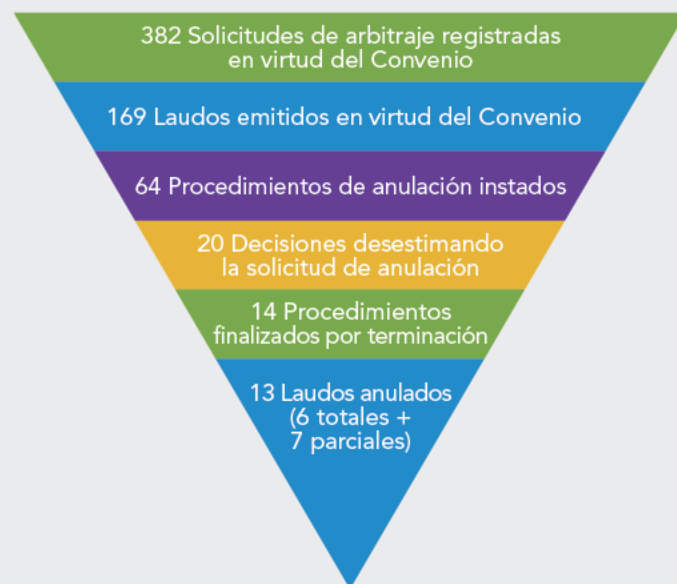 382 Solicitudes de arbitraje registradas
en virtud del Convenio
169 Laudos emitidos en virtud del Convenio
64 Procedimientos de anulación instados
20 Decisiones desestimando
la solicitud de anulación
14 Procedimientos
finalizados por terminación
13 Laudos anulados
(6 totales +
7 parciales)